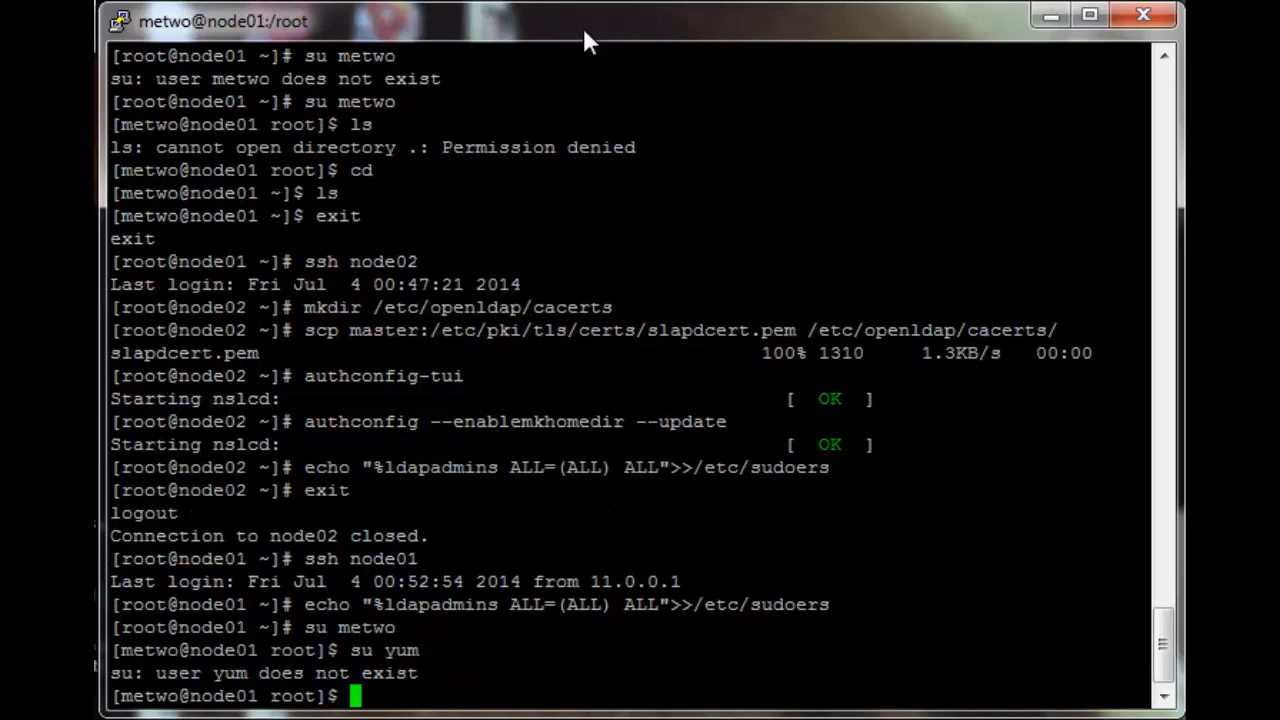 metwo@node01:/root
[root@node01 ~]# su metwo
su: user metwo does not exist
[root@node01 ~]# su metwo
[metwo@node01 root]$ ls
ls: cannot open directory .: Permission denied
[metwo@node01 root]$ cd
[metwo@node01 ~]$ ls
[metwo@node01 ~]$ exit
exit
[root@node01 ~]# ssh node02
Last login: Fri Jul  4 00:47:21 2014
[root@node02 ~]# mkdir /etc/openldap/cacerts
[root@node02 ~]# scp master:/etc/pki/tls/certs/slapdcert.pem /etc/openldap/cacerts/
slapdcert.pem                                            100% 1310     1.3KB/s   00:00
[root@node02 ~]# authconfig-tui
Starting nslcd:                                            [  OK  ]
[root@node02 ~]# authconfig --enablemkhomedir --update
Starting nslcd:                                            [  OK  ]
[root@node02 ~]# echo "%ldapadmins ALL=(ALL) ALL">>/etc/sudoers
[root@node02 ~]# exit
logout
Connection to node02 closed.
[root@node01 ~]# ssh node01
Last login: Fri Jul  4 00:52:54 2014 from 11.0.0.1
[root@node01 ~]# echo "%ldapadmins ALL=(ALL) ALL">>/etc/sudoers
[root@node01 ~]# su metwo
[metwo@node01 root]$ su yum
su: user yum does not exist
[metwo@node01 root]$